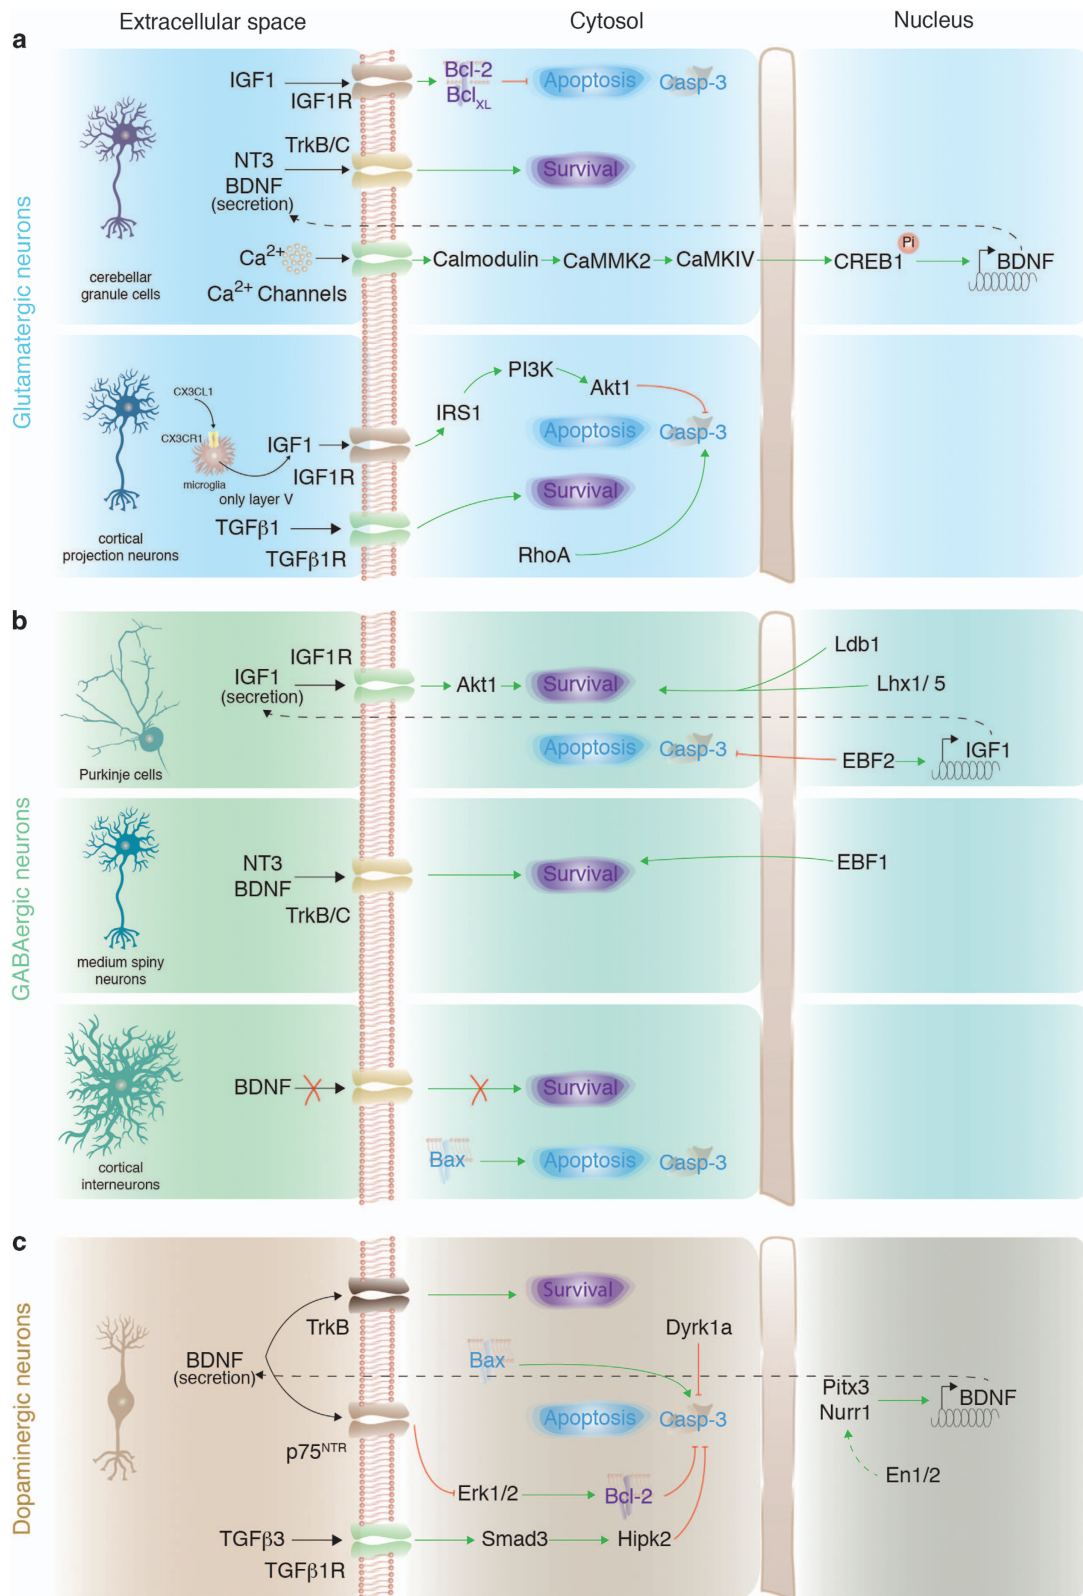 Extracellular space
Cytosol
Nucleus
a
Glutamatergic neurons
IGF1
IGF1R
Bcl-2
BclXL
Apoptosis
Casp-3
TrkB/C
NT3
BDNF
(secretion)
Survival
Ca2+
Ca2+ Channels
Calmodulin
CaMMK2
CaMKIV
CREB1
Pi
BDNF
cerebellar
granule cells
CX3CL1
CX3CR1
microglia
only layer V
IGF1
IGF1R
IRS1
PI3K
Akt1
Apoptosis
Casp-3
Survival
TGFβ1
TGFβ1R
RhoA
cortical
projection neurons
b
GABAergic neurons
IGF1R
IGF1
(secretion)
Akt1
Survival
Ldb1
Lhx1/ 5
Apoptosis
Casp-3
EBF2
IGF1
Purkinje cells
NT3
BDNF
TrkB/C
Survival
EBF1
medium spiny
neurons
BDNF
Survival
Bax
Apoptosis
Casp-3
cortical
interneurons
c
Dopaminergic neurons
TrkB
Survival
BDNF
(secretion)
Bax
Dyrk1a
Apoptosis
Casp-3
Pitx3
Nurr1
BDNF
En1/2
p75NTR
Erk1/2
Bcl-2
TGFβ3
TGFβ1R
Smad3
Hipk2